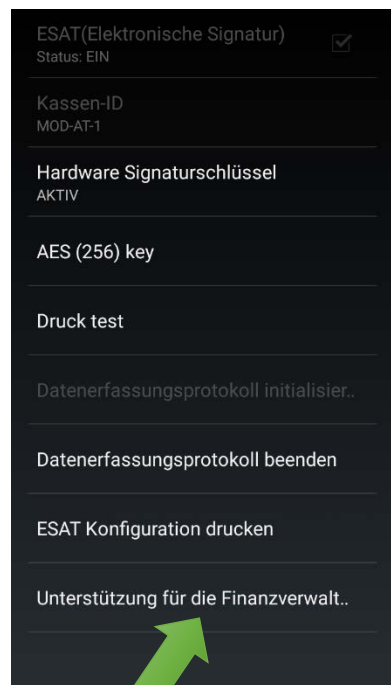 ESAT(Elektronische Signatur)
Status: EIN
Kassen-ID
MOD-AT-1
Hardware Signaturschlüssel
AKTIV
AES (256) key
Druck test
Datenerfassungsprotokoll initialisier..
Datenerfassungsprotokoll beenden
ESAT Konfiguration drucken
Unterstützung für die Finanzverwalt..